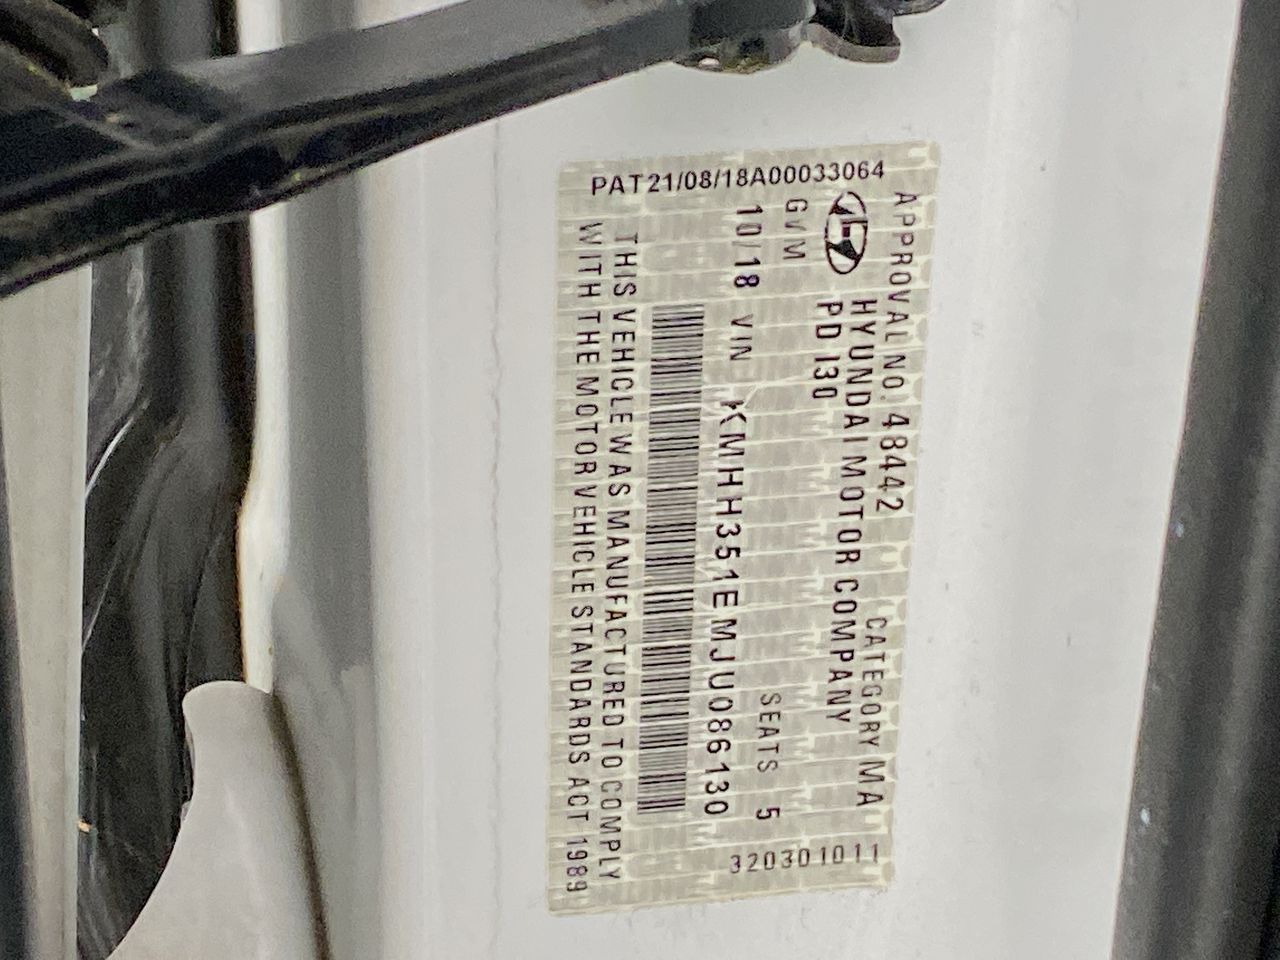 PAT21/08/18A00033064
APPROVAL NO. 48442 CATEGORY MA
HYUNDAI MOTOR COMPANY
PD I30
GVM SEATS 5
10/18 VIN KMHH351EMJU086130
THIS VEHICLE WAS MANUFACTURED TO COMPLY
WITH THE MOTOR VEHICLE STANDARDS ACT 1989
320301011